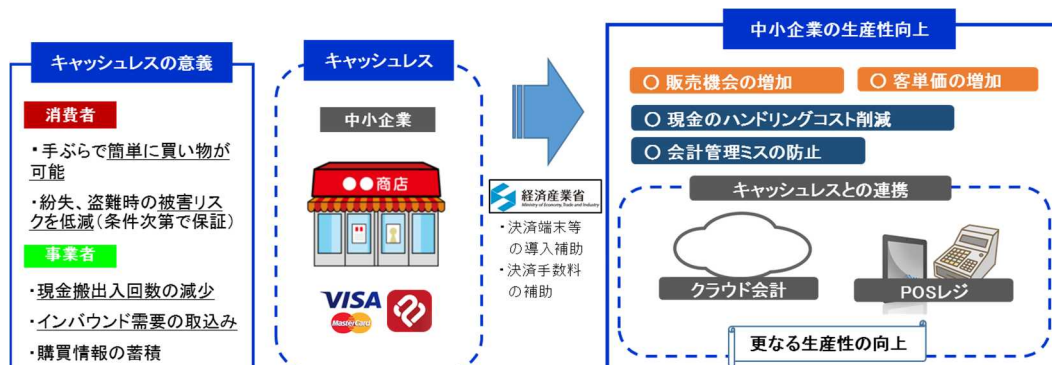 キャッシュレスの意義
消費者
・手ぶらで簡単に買い物が
可能
・紛失、盗難時の被害リス
クを低減(条件次第で保証)
事業者
・現金搬出入回数の減少
・インバウンド需要の取込み
・購買情報の蓄積
キャッシュレス
中小企業
●●商店
VISA
MasterCard
経済産業省
Ministry of Economy, Trade and Industry
・決済端末等
の導入補助
・決済手数料
の補助
中小企業の生産性向上
○ 販売機会の増加
○ 客単価の増加
○ 現金のハンドリングコスト削減
○ 会計管理ミスの防止
キャッシュレスとの連携
クラウド会計
POSレジ
更なる生産性の向上